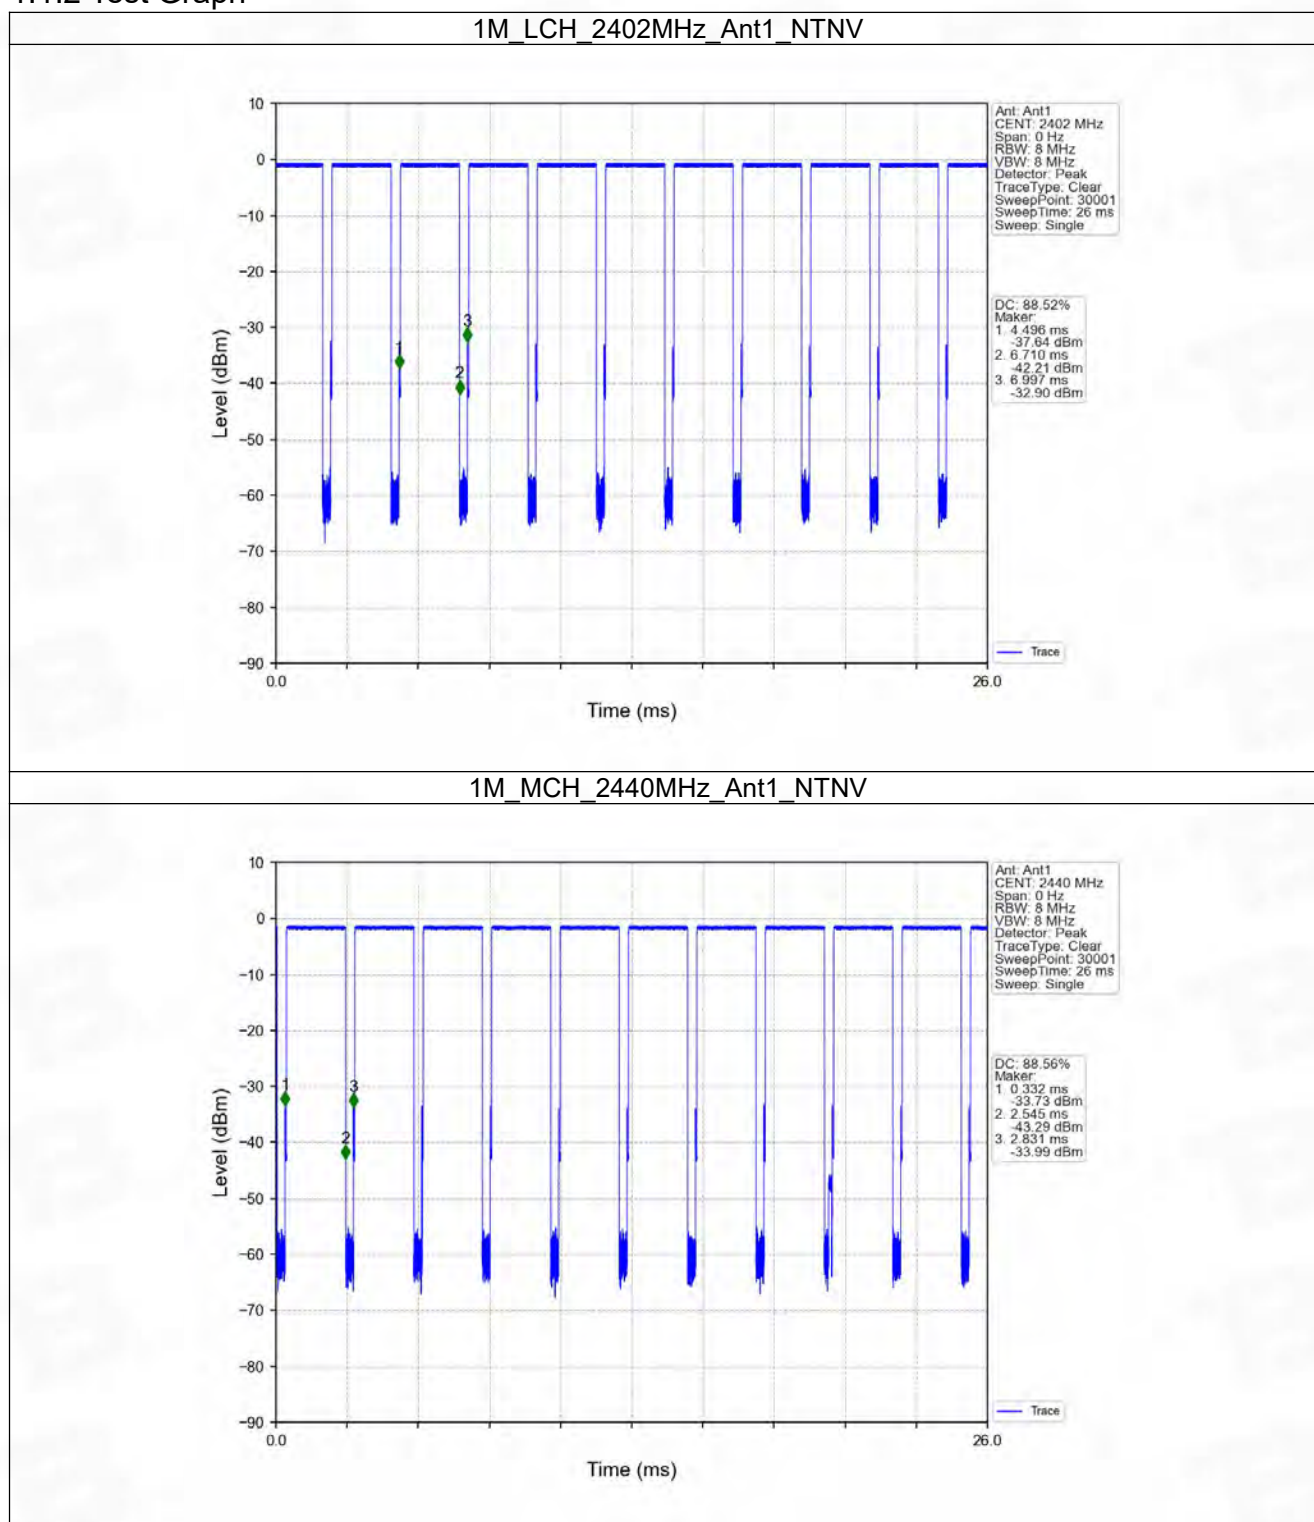 1M_LCH_2402MHz_Ant1_NTNV
10
0
−10
−20
−30
−40
−50
−60
−70
−80
−90
Level (dBm)
0.0
26.0
Time (ms)
1
2
3
Ant: Ant1
CENT: 2402 MHz
Span: 0 Hz
RBW: 8 MHz
VBW: 8 MHz
Detector: Peak
TraceType: Clear
SweepPoint: 30001
SweepTime: 26 ms
Sweep: Single
DC: 88.52%
Maker:
1. 4.496 ms
-37.64 dBm
2. 6.710 ms
-42.21 dBm
3. 6.997 ms
-32.90 dBm
Trace
1M_MCH_2440MHz_Ant1_NTNV
10
0
−10
−20
−30
−40
−50
−60
−70
−80
−90
Level (dBm)
0.0
26.0
Time (ms)
1
2
3
Ant: Ant1
CENT: 2440 MHz
Span: 0 Hz
RBW: 8 MHz
VBW: 8 MHz
Detector: Peak
TraceType: Clear
SweepPoint: 30001
SweepTime: 26 ms
Sweep: Single
DC: 88.56%
Maker:
1. 0.332 ms
-33.73 dBm
2. 2.545 ms
-43.29 dBm
3. 2.831 ms
-33.99 dBm
Trace